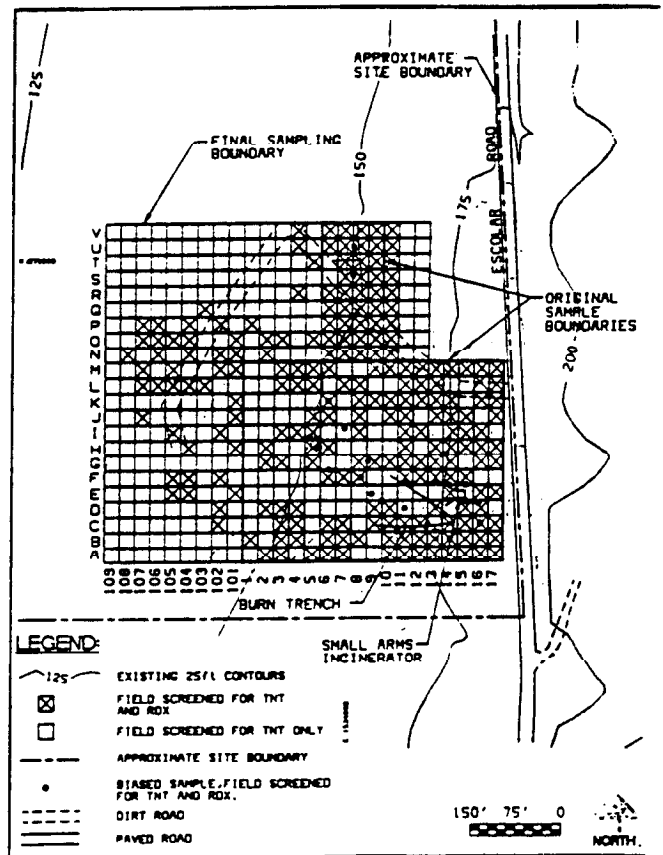 125
APPROXIMATE
SITE BOUNDARY
FINAL SAMPLING
BOUNDARY
150
ESCOLAR ROAD
175
200
ORIGINAL
SAMPLE
BOUNDARIES
V
U
T
S
R
Q
P
O
N
M
L
K
J
I
H
G
F
E
D
C
B
A
109 108 107 106 105 104 103 102 101 1 2 3 4 5 6 7 8 9 10 11 12 13 14 15 16 17
BURN TRENCH
SMALL ARMS
INCINERATOR
LEGEND:
125 EXISTING 25ft CONTOURS
FIELD SCREENED FOR TNT
AND RDX
FIELD SCREENED FOR TNT ONLY
APPROXIMATE SITE BOUNDARY
BIASED SAMPLE, FIELD SCREENED
FOR TNT AND RDX.
DIRT ROAD
PAVED ROAD
150' 75' 0
NORTH